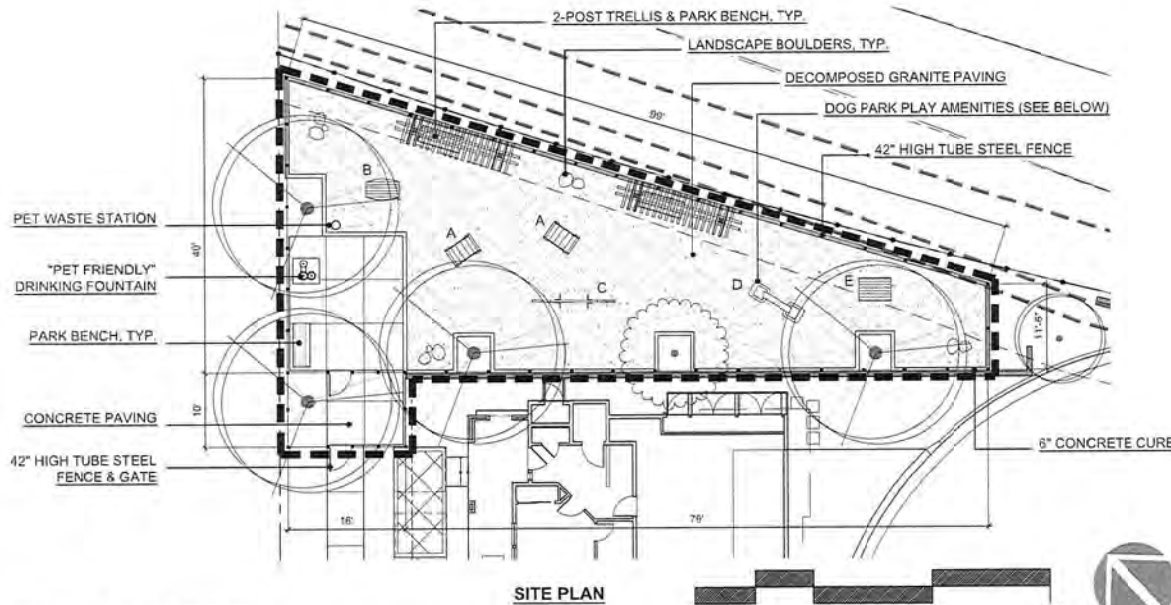 2-POST TRELLIS & PARK BENCH, TYP.
LANDSCAPE BOULDERS, TYP.
DECOMPOSED GRANITE PAVING
DOG PARK PLAY AMENITIES (SEE BELOW)
42" HIGH TUBE STEEL FENCE
99'
40'
B
PET WASTE STATION
A
A
"PET FRIENDLY"
DRINKING FOUNTAIN
C
D
E
11'-6"
PARK BENCH, TYP.
CONCRETE PAVING
10'
6" CONCRETE CURB
42" HIGH TUBE STEEL
FENCE & GATE
16'
76'
SITE PLAN